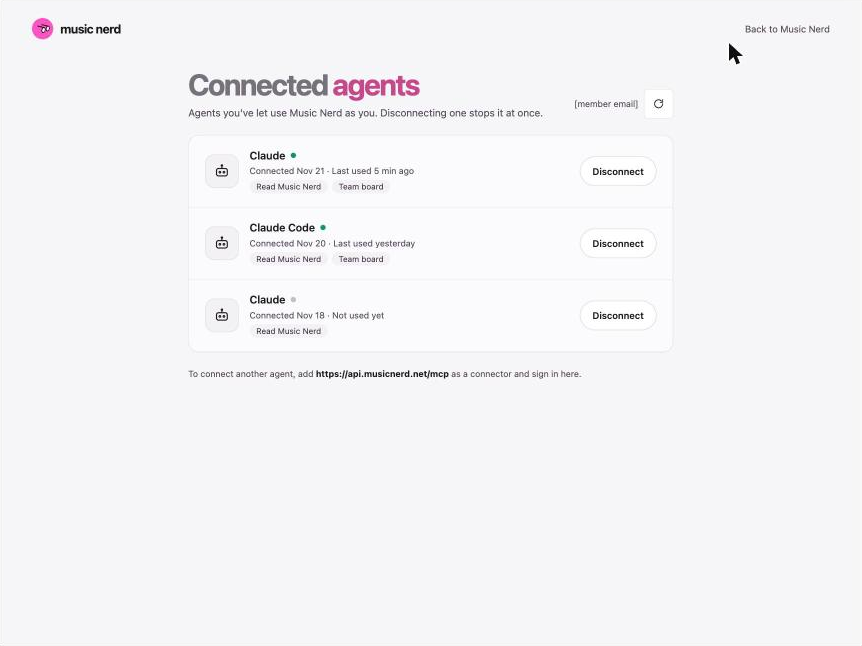 music nerd
Back to Music Nerd
Connected agents
Agents you've let use Music Nerd as you. Disconnecting one stops it at once.
[member email]
Claude
Connected Nov 21 · Last used 5 min ago
Read Music Nerd Team board
Disconnect
Claude Code
Connected Nov 20 · Last used yesterday
Read Music Nerd Team board
Disconnect
Claude
Connected Nov 18 · Not used yet
Read Music Nerd
Disconnect
To connect another agent, add https://api.musicnerd.net/mcp as a connector and sign in here.